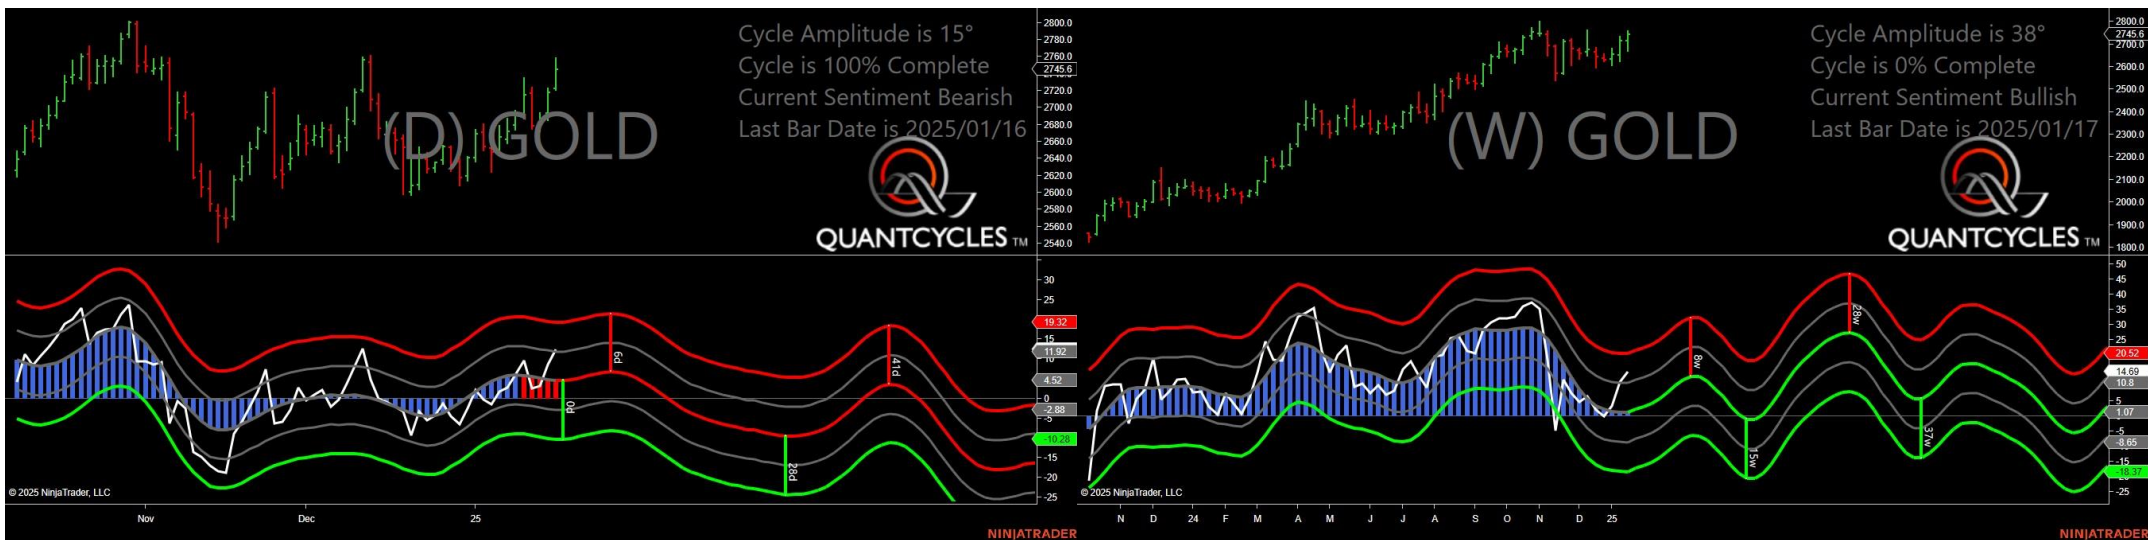 Cycle Amplitude is 15°
Cycle is 100% Complete
Current Sentiment Bearish
Last Bar Date is 2025/01/16
(D) GOLD
QUANTCYCLES TM
2800.0
2780.0
2760.0
2745.6
2720.0
2700.0
2680.0
2660.0
2640.0
2620.0
2600.0
2580.0
2560.0
2540.0
30
25
19.32
15
11.92
10
4.52
0
-2.88
-5
-10.28
-15
-20
-25
6d
41d
0d
28d
© 2025 NinjaTrader, LLC
Nov
Dec
25
NINJATRADER
Cycle Amplitude is 38°
Cycle is 0% Complete
Current Sentiment Bullish
Last Bar Date is 2025/01/17
(W) GOLD
QUANTCYCLES TM
2800.0
2745.6
2700.0
2600.0
2500.0
2400.0
2300.0
2200.0
2100.0
2000.0
1900.0
1800.0
50
45
40
35
30
25
20.52
14.69
10.8
5
1.07
-5
-8.65
-15
-18.37
-25
8w
28w
15w
37w
© 2025 NinjaTrader, LLC
N D 24 F M A M J J A S O N D 25
NINJATRADER